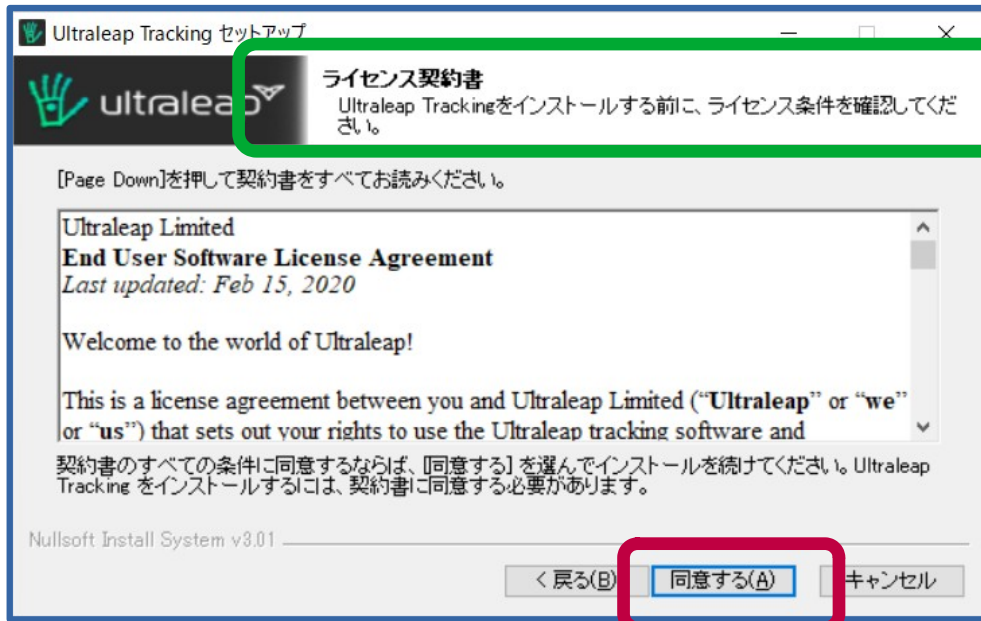 Ultraleap Tracking セットアップ
ultraleap
ライセンス契約書
Ultraleap Trackingをインストールする前に、ライセンス条件を確認してくだ
さい。
[Page Down]を押して契約書をすべてお読みください。
Ultraleap Limited
End User Software License Agreement
Last updated: Feb 15, 2020
Welcome to the world of Ultraleap!
This is a license agreement between you and Ultraleap Limited (“Ultraleap” or “we”
or “us”) that sets out your rights to use the Ultraleap tracking software and
契約書のすべての条件に同意するならば、[同意する] を選んでインストールを続けてください。Ultraleap
Tracking をインストールするには、契約書に同意する必要があります。
Nullsoft Install System v3.01
< 戻る(B) 同意する(A) キャンセル